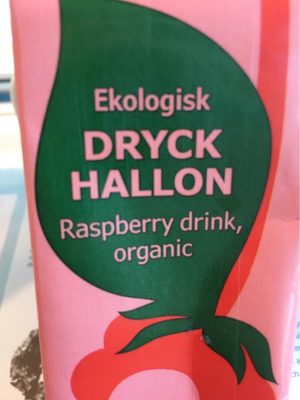 Ekologisk
DRYCK
HALLON
Raspberry drink,
organic